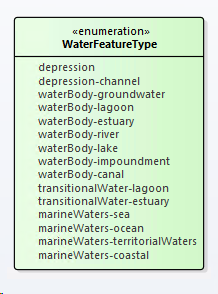 «enumeration»
WaterFeatureType
depression
depression-channel
waterBody-groundwater
waterBody-lagoon
waterBody-estuary
waterBody-river
waterBody-lake
waterBody-impoundment
waterBody-canal
transitionalWater-lagoon
transitionalWater-estuary
marineWaters-sea
marineWaters-ocean
marineWaters-territorialWaters
marineWaters-coastal